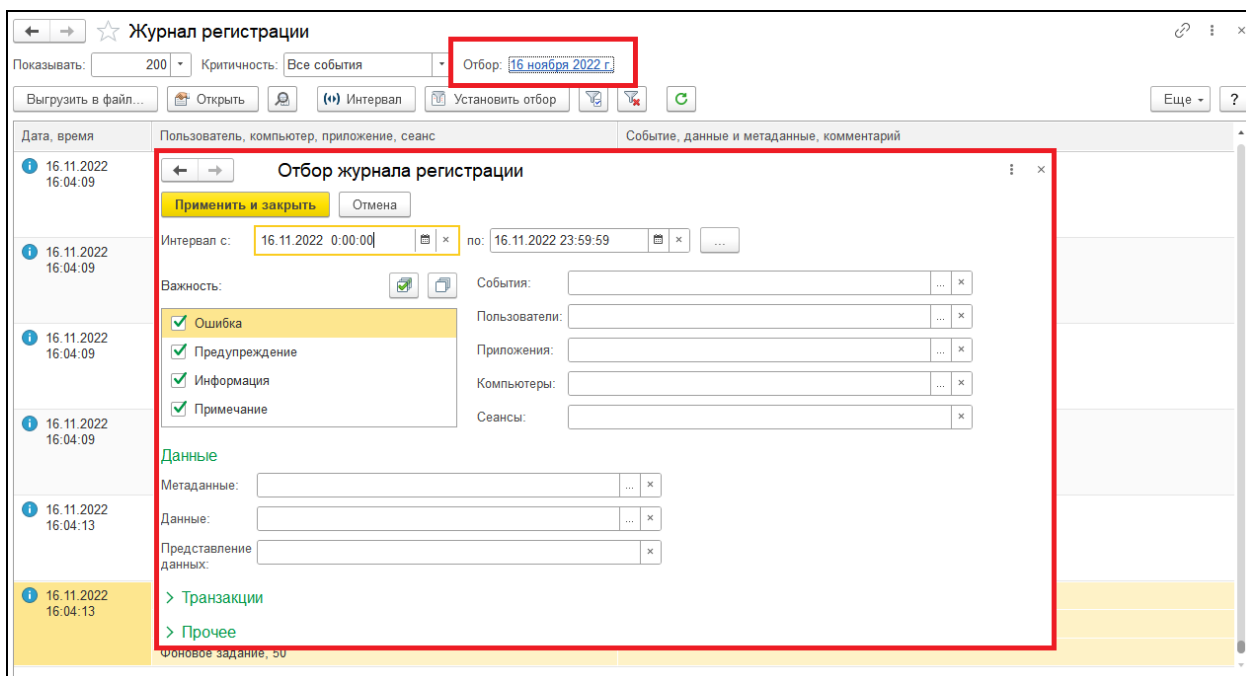 Журнал регистрации
Показывать: 200 Критичность: Все события Отбор: 16 ноября 2022 г.
Выгрузить в файл... Открыть Интервал Установить отбор Еще ?
Дата, время Пользователь, компьютер, приложение, сеанс Событие, данные и метаданные, комментарий
16.11.2022
16:04:09
16.11.2022
16:04:09
16.11.2022
16:04:09
16.11.2022
16:04:09
16.11.2022
16:04:13
16.11.2022
16:04:13
Отбор журнала регистрации
Применить и закрыть Отмена
Интервал с: 16.11.2022 0:00:00 по: 16.11.2022 23:59:59 ...
Важность:
Ошибка
Предупреждение
Информация
Примечание
События: ...
Пользователи: ...
Приложения: ...
Компьютеры: ...
Сеансы:
Данные
Метаданные: ...
Данные: ...
Представление
данных:
Транзакции
Прочее
Фоновое задание, 50